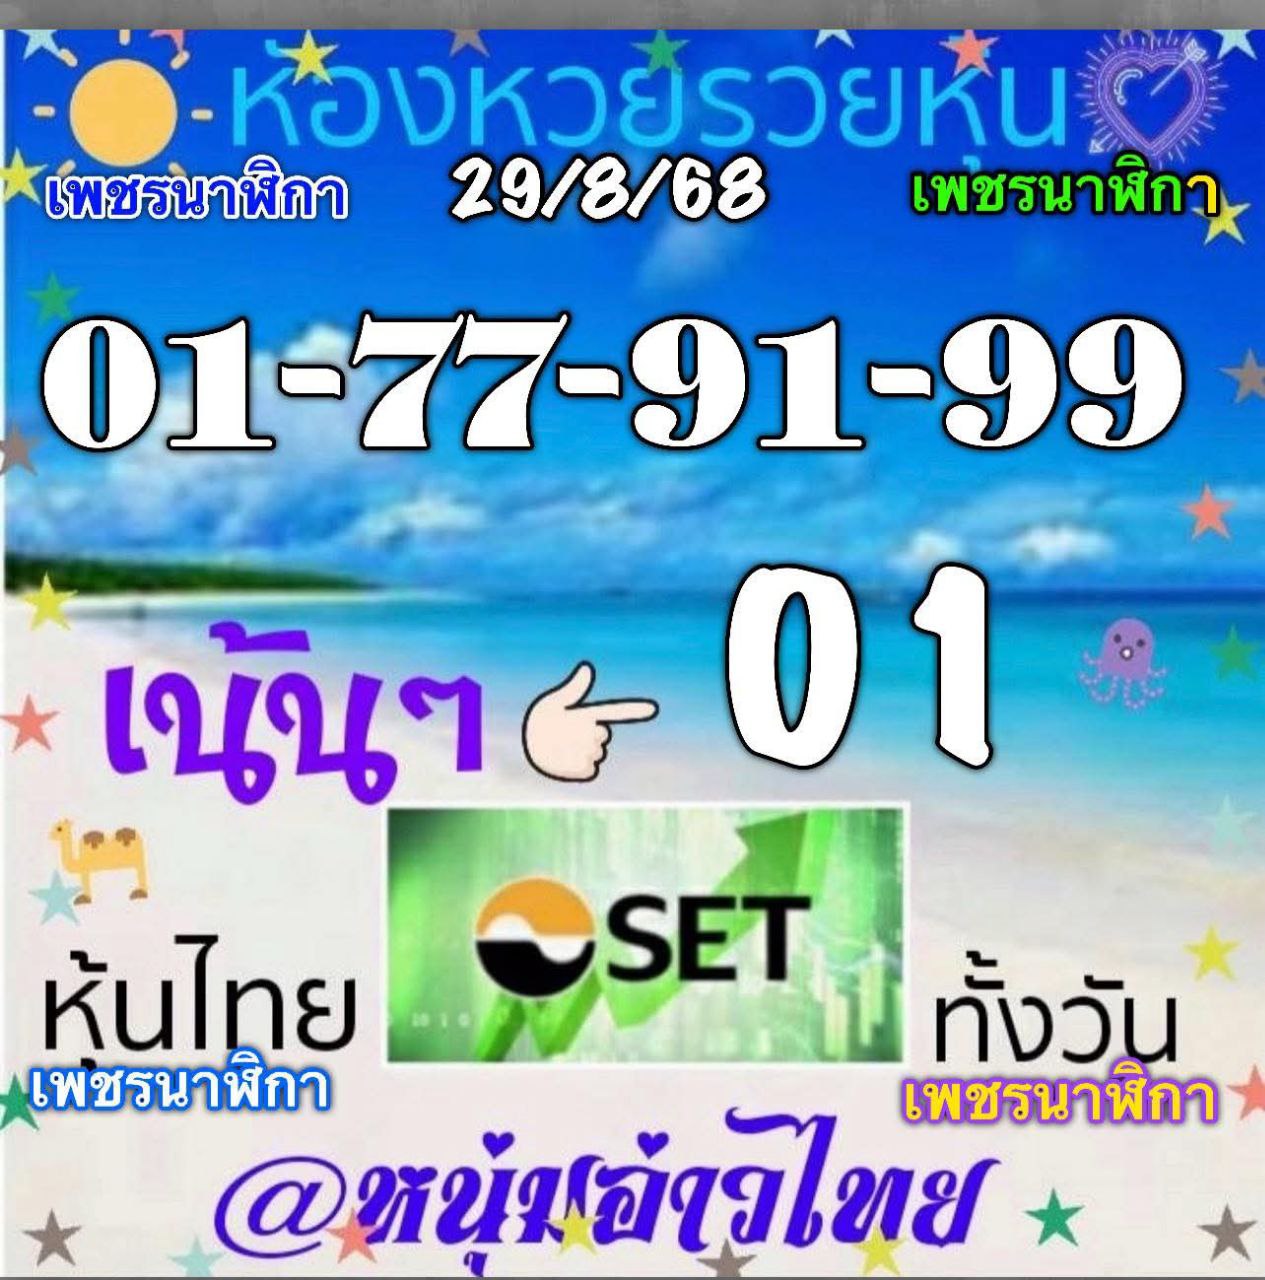 ห้องหวยรวยหุ้น
เพชรนาฬิกา 29/8/68 เพชรนาฬิกา
01-77-91-99
เน้นๆ 01
SET
หุ้นไทย ทั้งวัน
เพชรนาฬิกา เพชรนาฬิกา
@หนุ่มอ่าวไทย